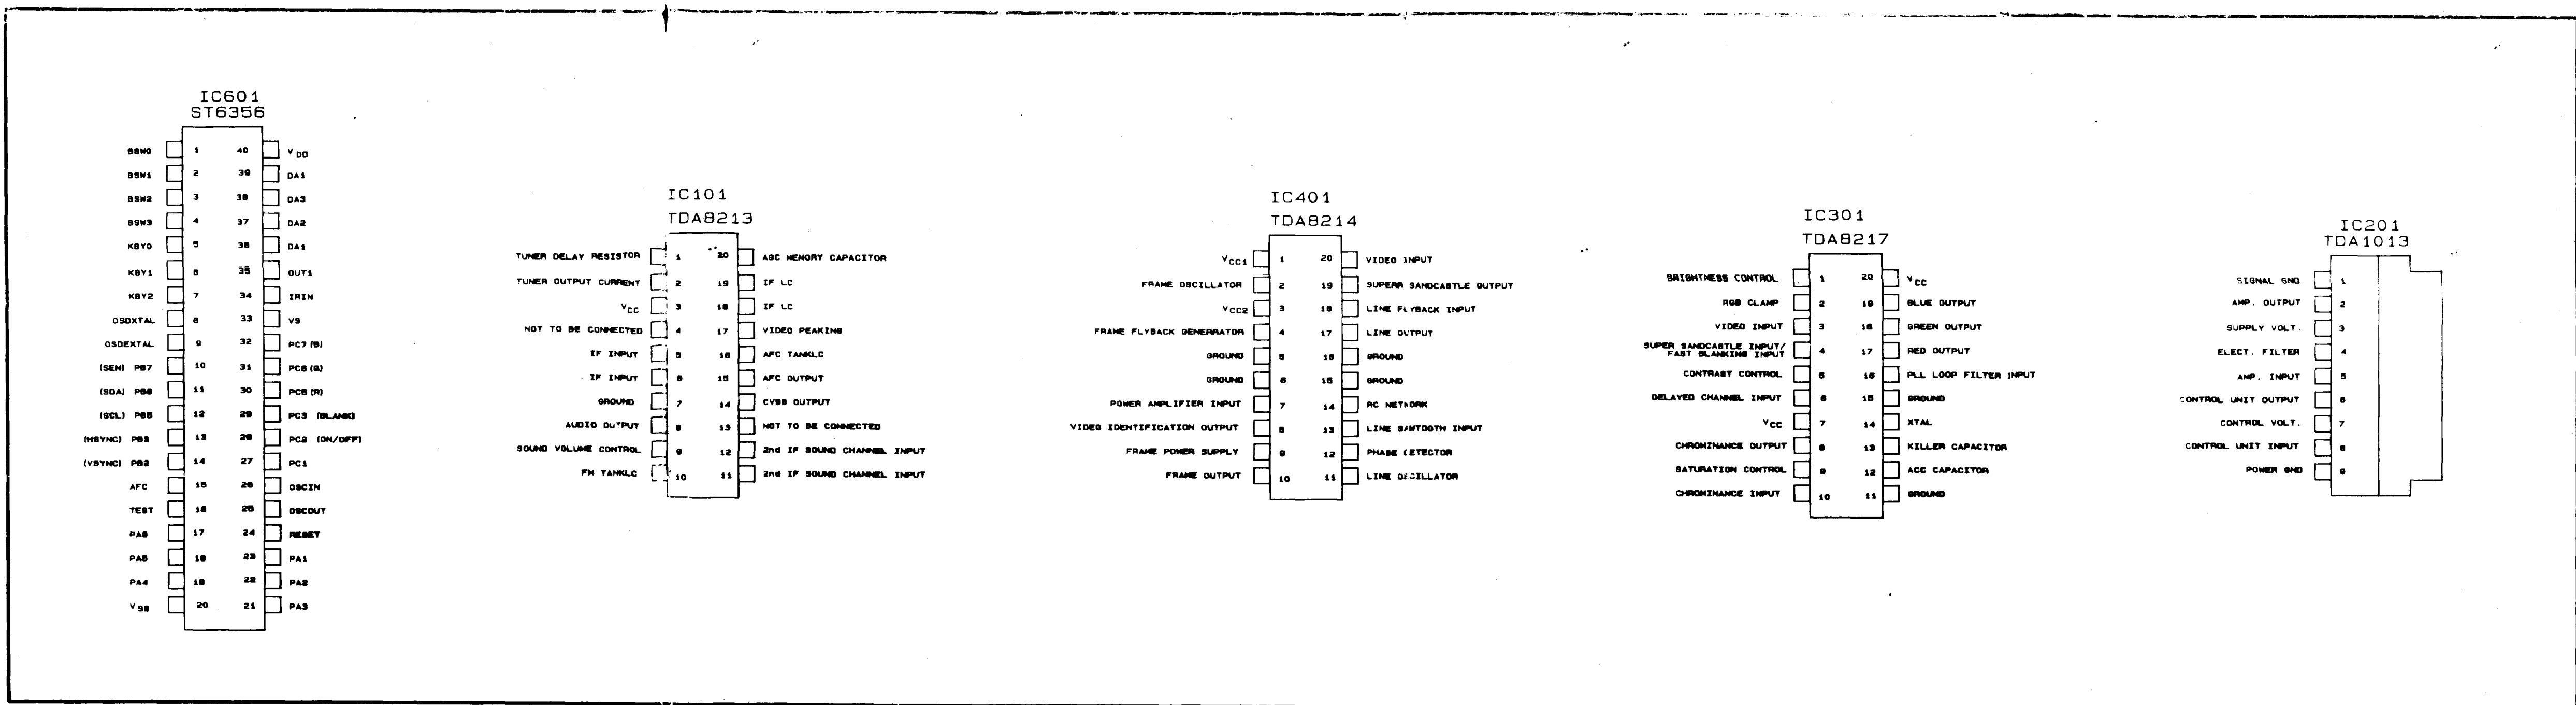 IC601
ST6356
BSW0 1 40 VDD
BSW1 2 39 DA1
BSW2 3 38 DA3
BSW3 4 37 DA2
KBY0 5 36 DA1
KBY1 6 35 OUT1
KBY2 7 34 IRIN
OSDXTAL 8 33 VS
OSDEXTAL 9 32 PC7 (B)
(SEN) PB7 10 31 PC6 (G)
(SDA) PB6 11 30 PC5 (R)
(SCL) PB5 12 29 PC3 (BLANK)
(HSYNC) PB3 13 28 PC2 (ON/OFF)
(VSYNC) PB2 14 27 PC1
AFC 15 26 OSCIN
TEST 16 25 OSCOUT
PA6 17 24 RESET
PA5 18 23 PA1
PA4 19 22 PA2
VSS 20 21 PA3
IC101
TDA8213
TUNER DELAY RESISTOR 1 20 AGC MEMORY CAPACITOR
TUNER OUTPUT CURRENT 2 19 IF LC
VCC 3 18 IF LC
NOT TO BE CONNECTED 4 17 VIDEO PEAKING
IF INPUT 5 16 AFC TANKLC
IF INPUT 6 15 AFC OUTPUT
GROUND 7 14 CVBS OUTPUT
AUDIO OUTPUT 8 13 NOT TO BE CONNECTED
SOUND VOLUME CONTROL 9 12 2nd IF SOUND CHANNEL INPUT
FM TANKLC 10 11 2nd IF SOUND CHANNEL INPUT
IC401
TDA8214
VCC1 1 20 VIDEO INPUT
FRAME OSCILLATOR 2 19 SUPERR SANDCASTLE OUTPUT
VCC2 3 18 LINE FLYBACK INPUT
FRAME FLYBACK GENERRATOR 4 17 LINE OUTPUT
GROUND 5 16 GROUND
GROUND 6 15 GROUND
POWER AMPLIFIER INPUT 7 14 RC NETWORK
VIDEO IDENTIFICATION OUTPUT 8 13 LINE SAWTOOTH INPUT
FRAME POWER SUPPLY 9 12 PHASE DETECTOR
FRAME OUTPUT 10 11 LINE OSCILLATOR
IC301
TDA8217
BRIGHTNESS CONTROL 1 20 VCC
RGB CLAMP 2 19 BLUE OUTPUT
VIDEO INPUT 3 18 GREEN OUTPUT
SUPER SANDCASTLE INPUT/
FAST BLANKING INPUT 4 17 RED OUTPUT
CONTRAST CONTROL 5 16 PLL LOOP FILTER INPUT
DELAYED CHANNEL INPUT 6 15 GROUND
VCC 7 14 XTAL
CHROMINANCE OUTPUT 8 13 KILLER CAPACITOR
SATURATION CONTROL 9 12 ACC CAPACITOR
CHROMINANCE INPUT 10 11 GROUND
IC201
TDA1013
SIGNAL GND 1
AMP. OUTPUT 2
SUPPLY VOLT. 3
ELECT. FILTER 4
AMP. INPUT 5
CONTROL UNIT OUTPUT 6
CONTROL VOLT. 7
CONTROL UNIT INPUT 8
POWER GND 9